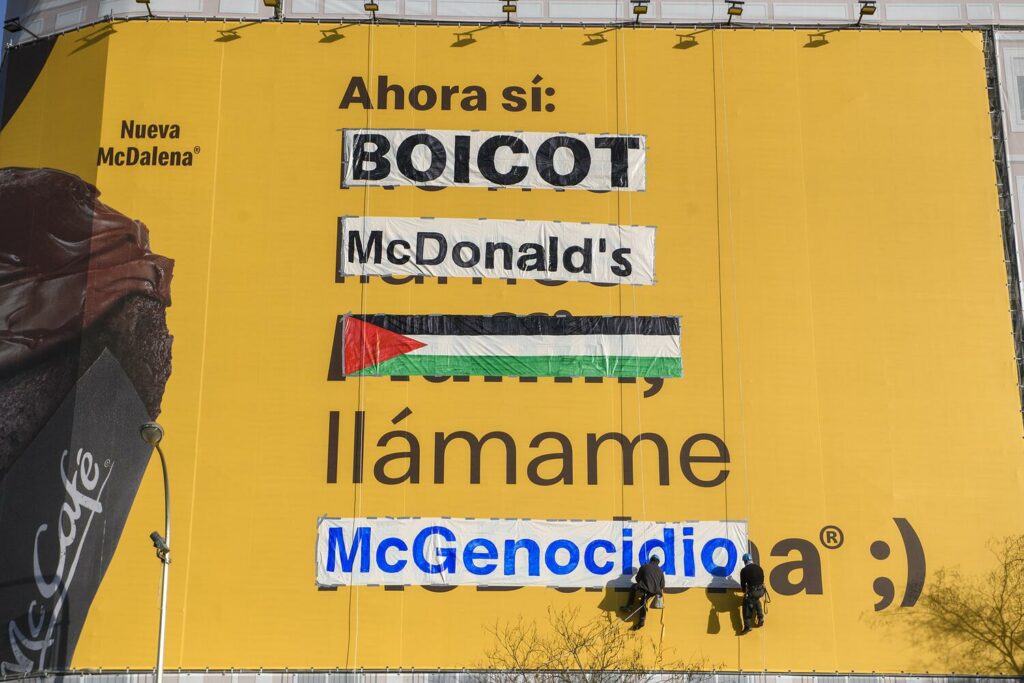 Ahora sí:
Nueva
McDalena®
BOICOT
McDonald's
llámame
McGenocidio
a® ;)
McCafé®